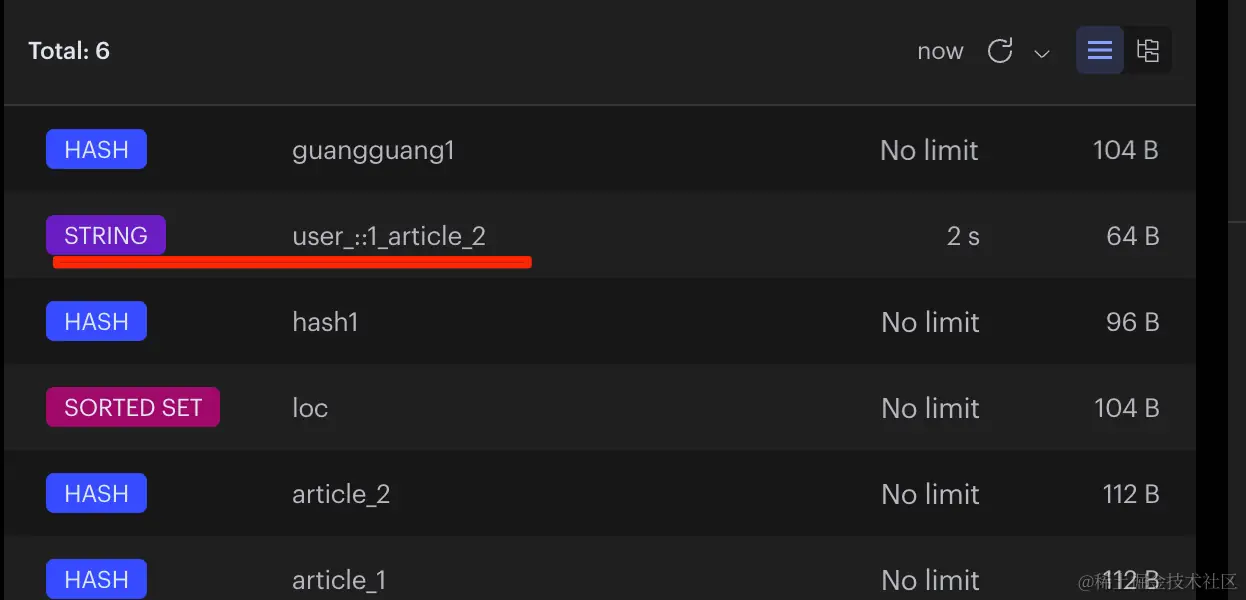 Total: 6 now
HASH guangguang1 No limit 104 B
STRING user_::1_article_2 2 s 64 B
HASH hash1 No limit 96 B
SORTED SET loc No limit 104 B
HASH article_2 No limit 112 B
HASH article_1 No limit 112 B
@稀土掘金技术社区